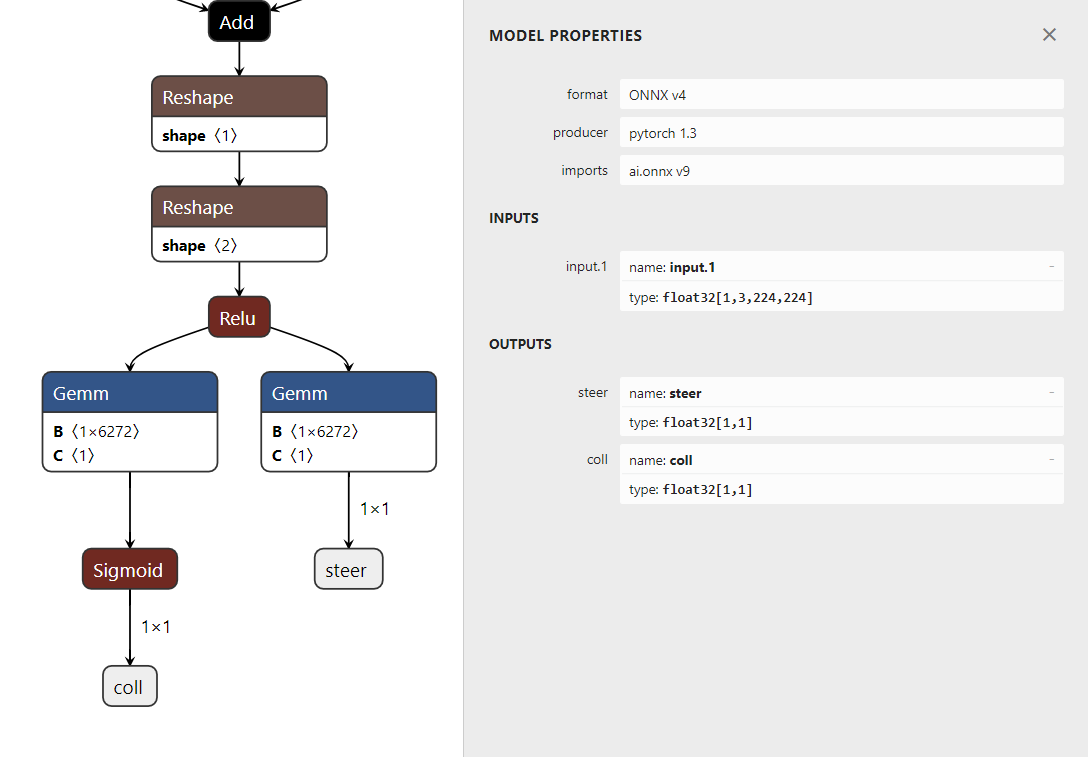 Add
Reshape
shape 〈1〉
Reshape
shape 〈2〉
Relu
Gemm
B 〈1×6272〉
C 〈1〉
Gemm
B 〈1×6272〉
C 〈1〉
1×1
Sigmoid
steer
1×1
coll
MODEL PROPERTIES
format ONNX v4
producer pytorch 1.3
imports ai.onnx v9
INPUTS
input.1 name: input.1 -
type: float32[1,3,224,224]
OUTPUTS
steer name: steer -
type: float32[1,1]
coll name: coll -
type: float32[1,1]